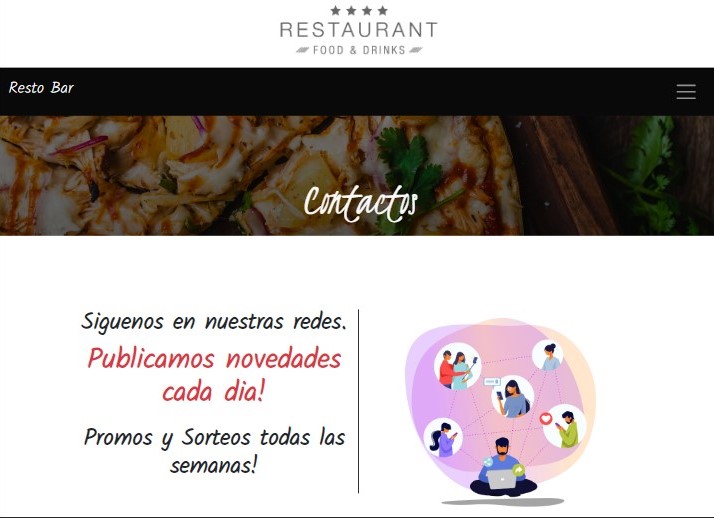 RESTAURANT
FOOD & DRINKS
Resto Bar
Contactos
Siguenos en nuestras redes.
Publicamos novedades
cada dia!
Promos y Sorteos todas las
semanas!